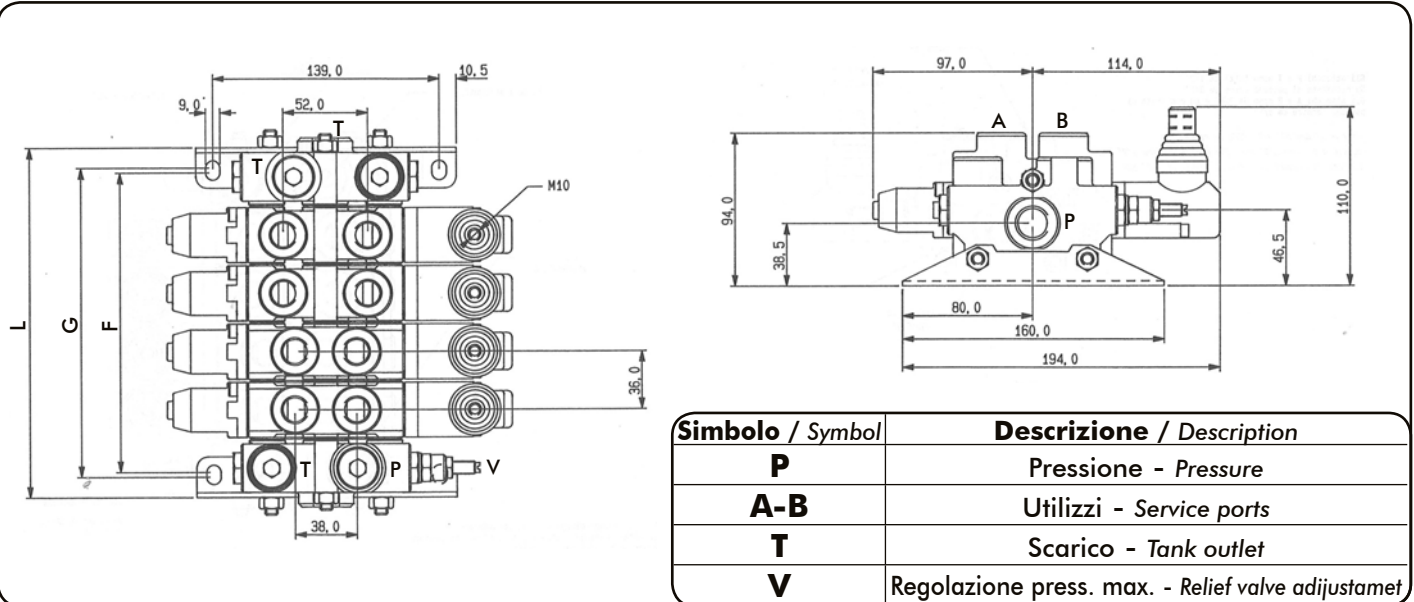 139,0
10,5
9,0
52,0
T
T
M10
L
G
F
36,0
T
P
V
38,0
97,0
114,0
A
B
P
94,0
38,5
46,5
110,0
80,0
160,0
194,0
Simbolo / Symbol
Descrizione / Description
P
Pressione - Pressure
A-B
Utilizzi - Service ports
T
Scarico - Tank outlet
V
Regolazione press. max. - Relief valve adijustamet